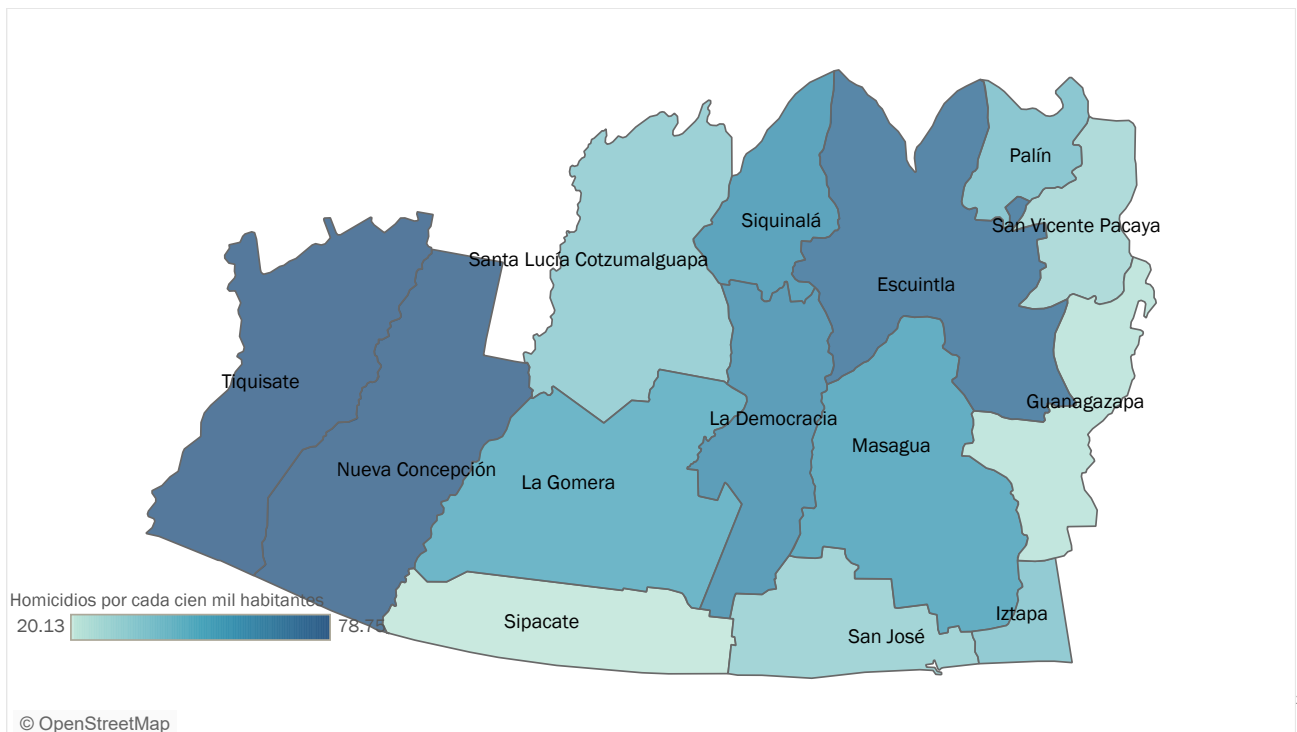 Palín
Siquinalá
San Vicente Pacaya
Santa Lucía Cotzumalguapa
Escuintla
Tiquisate
Guanagazapa
La Democracia
Masagua
Nueva Concepción
La Gomera
Homicidios por cada cien mil habitantes
20.13
78.75
Sipacate
Iztapa
San José
© OpenStreetMap